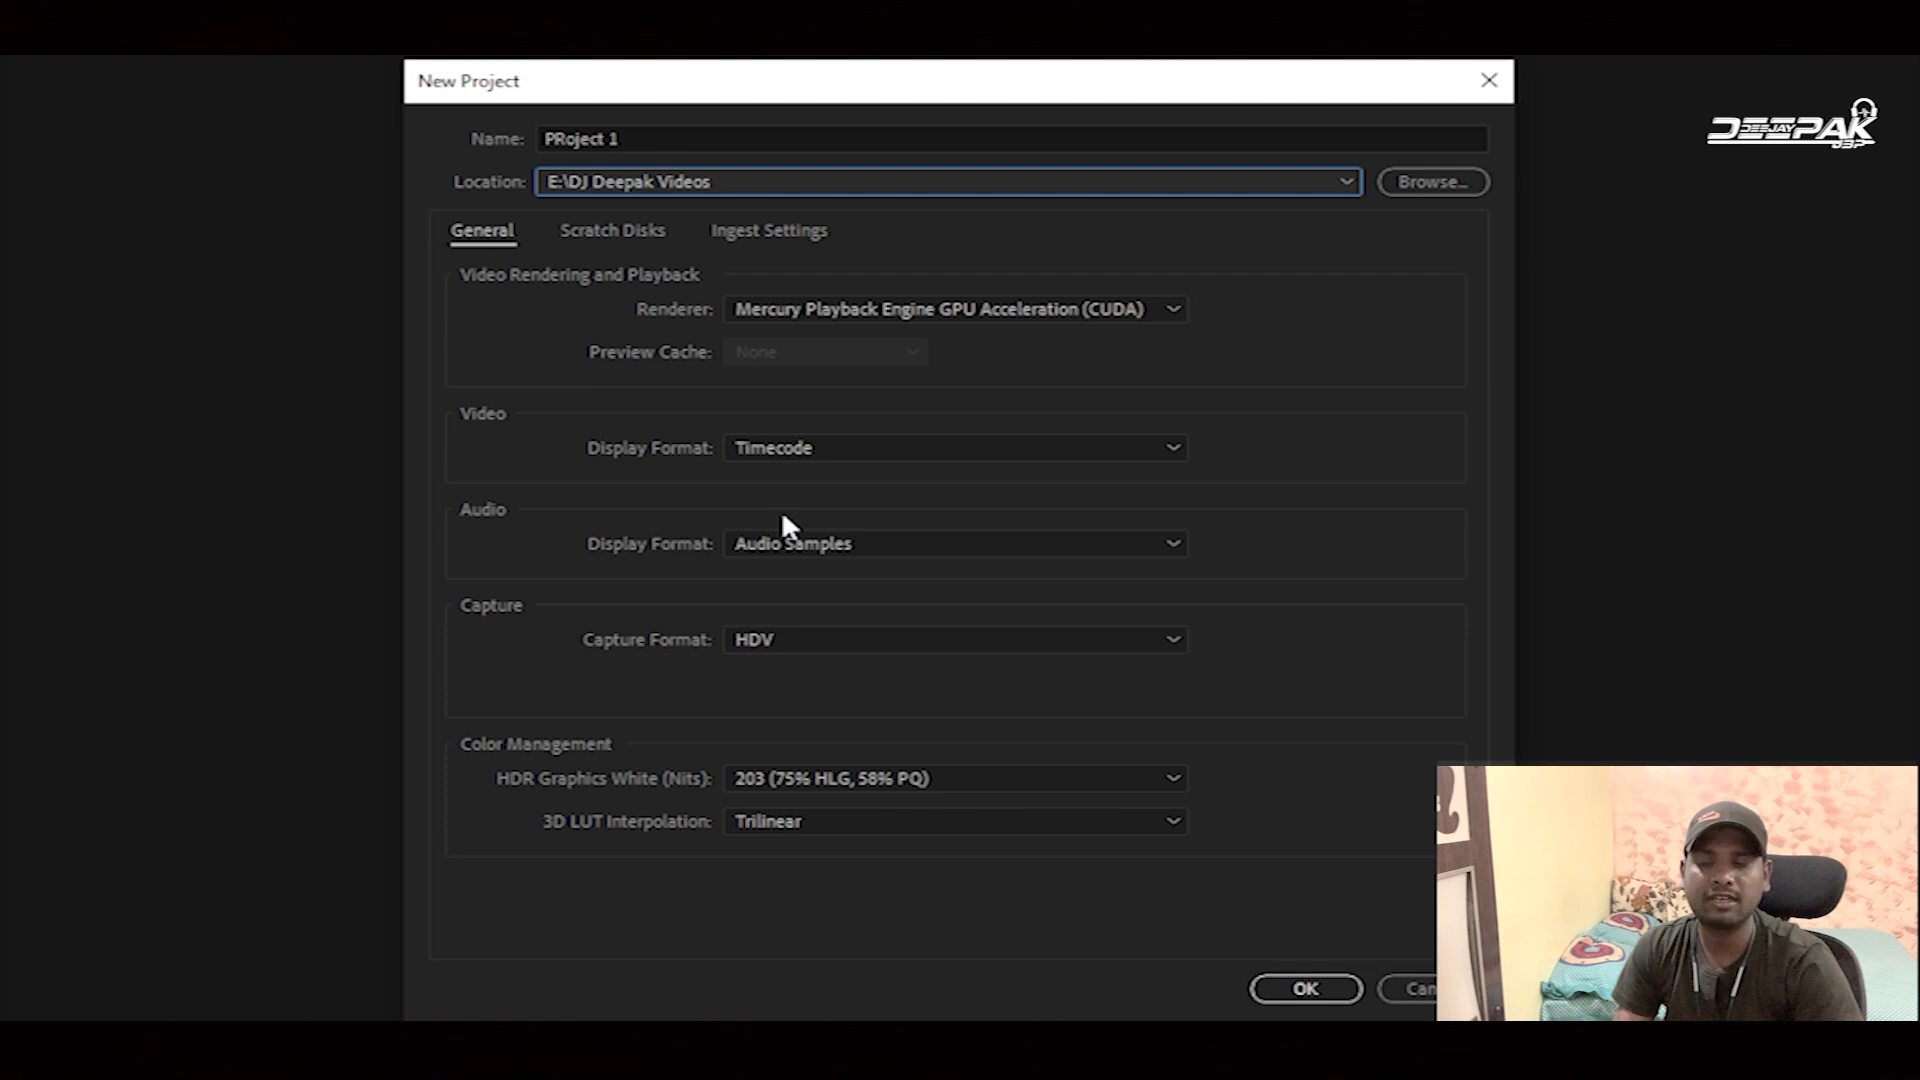 New Project
Name: PRoject 1
Location: E:\DJ Deepak Videos Browse...
General Scratch Disks Ingest Settings
Video Rendering and Playback
Renderer: Mercury Playback Engine GPU Acceleration (CUDA)
Preview Cache: None
Video
Display Format: Timecode
Audio
Display Format: Audio Samples
Capture
Capture Format: HDV
Color Management
HDR Graphics White (Nits): 203 (75% HLG, 58% PQ)
3D LUT Interpolation: Trilinear
OK Can
DEEJAY DEEPAK
D3P